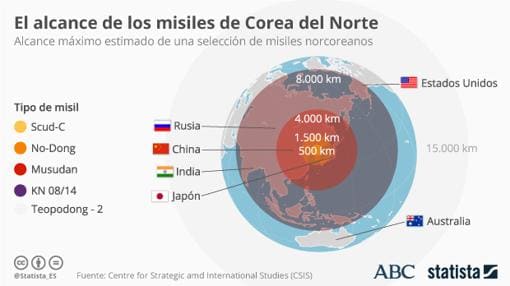 El alcance de los misiles de Corea del Norte
Alcance máximo estimado de una selección de misiles norcoreanos
Tipo de misil
Scud-C
No-Dong
Musudan
KN 08/14
Teopodong - 2
8.000 km
4.000 km
1.500 km
500 km
15.000 km
Estados Unidos
Rusia
China
India
Japón
Australia
@Statista_ES
Fuente: Centre for Strategic amd International Studies (CSIS)
ABC
statista